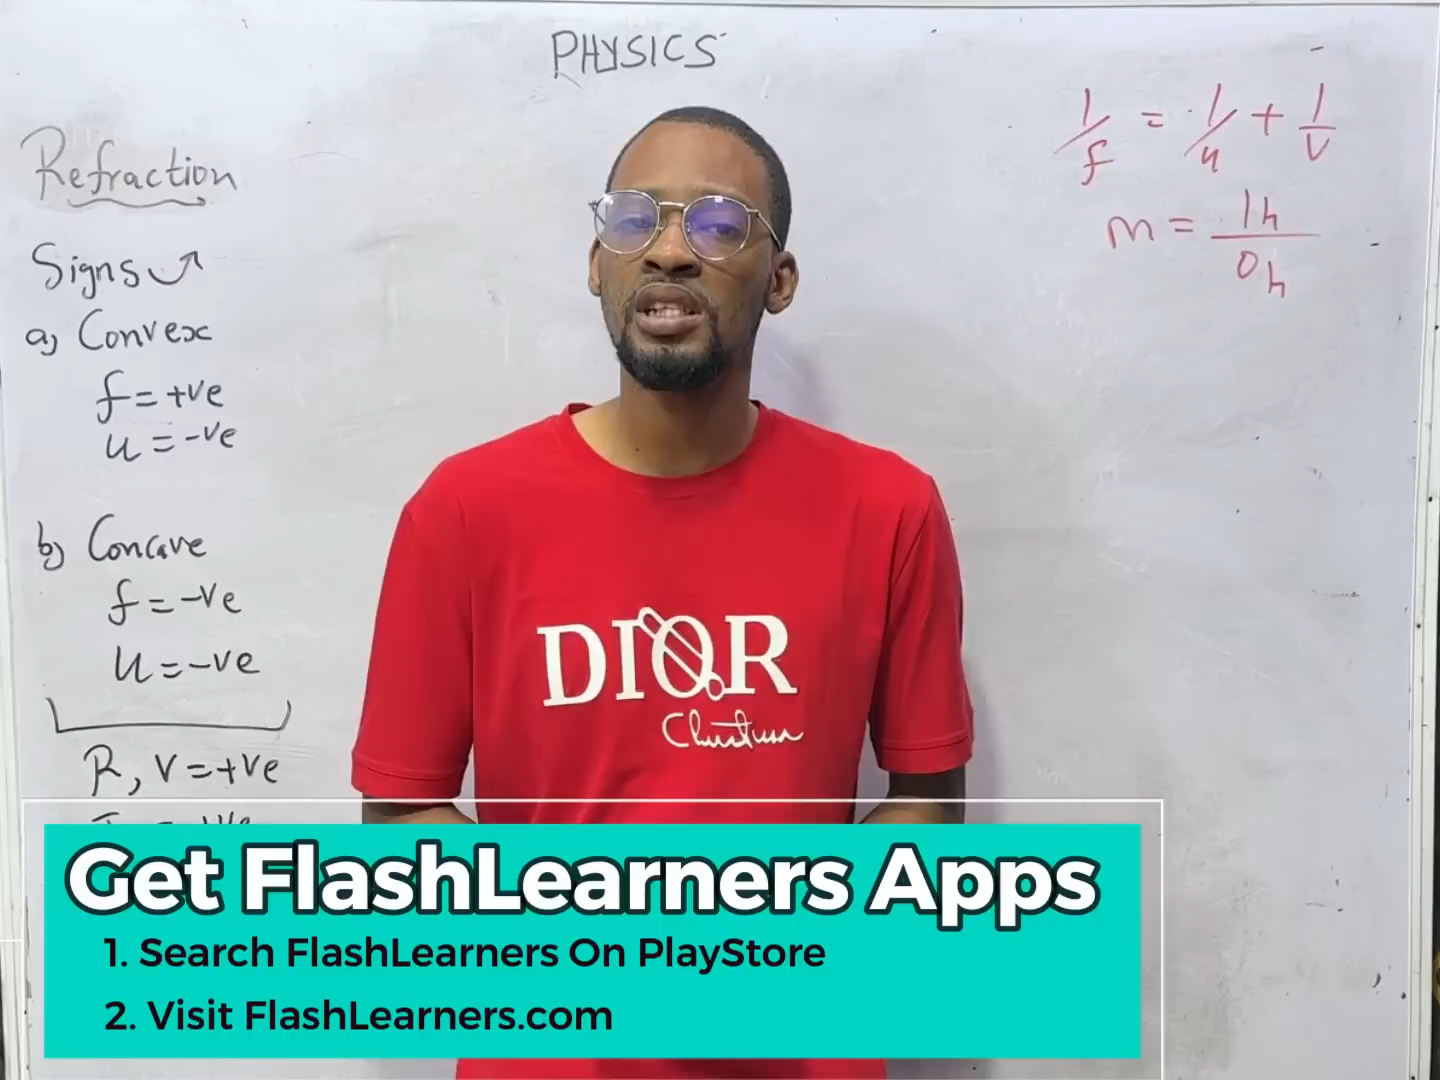 PHYSICS
Refraction
Signs
a) Convex
f = +ve
u = -ve
b) Concave
f = -ve
u = -ve
R, V = +ve
1/f = 1/u + 1/v
m = Ih/Oh
DIOR
Christian
Get FlashLearners Apps
1. Search FlashLearners On PlayStore
2. Visit FlashLearners.com